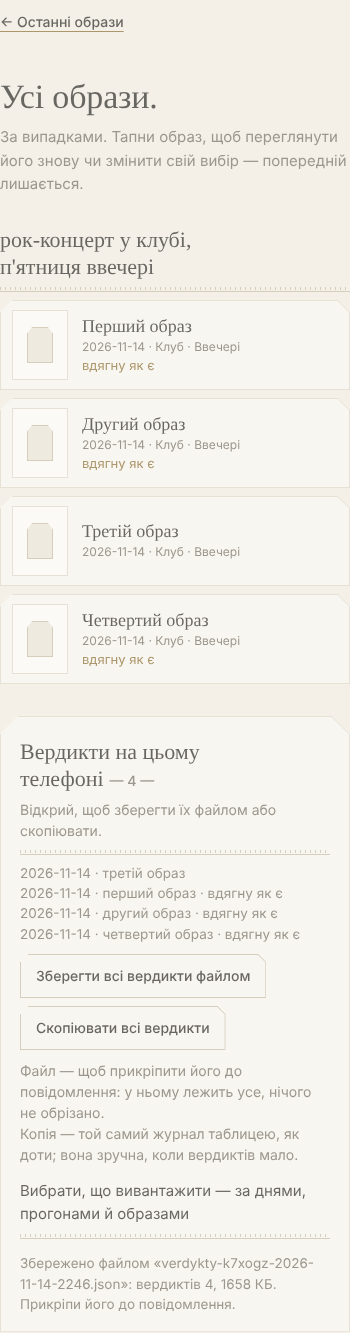 ← Останні образи
Усі образи.
За випадками. Тапни образ, щоб переглянути
його знову чи змінити свій вибір — попередній
лишається.
рок-концерт у клубі,
п'ятниця ввечері
Перший образ
2026-11-14 · Клуб · Ввечері
вдягну як є
Другий образ
2026-11-14 · Клуб · Ввечері
вдягну як є
Третій образ
2026-11-14 · Клуб · Ввечері
Четвертий образ
2026-11-14 · Клуб · Ввечері
вдягну як є
Вердикти на цьому
телефоні — 4 —
Відкрий, щоб зберегти їх файлом або
скопіювати.
2026-11-14 · третій образ
2026-11-14 · перший образ · вдягну як є
2026-11-14 · другий образ · вдягну як є
2026-11-14 · четвертий образ · вдягну як є
Зберегти всі вердикти файлом
Скопіювати всі вердикти
Файл — щоб прикріпити його до
повідомлення: у ньому лежить усе, нічого
не обрізано.
Копія — той самий журнал таблицею, як
доти; вона зручна, коли вердиктів мало.
Вибрати, що вивантажити — за днями,
прогонами й образами
Збережено файлом «verdykty-k7xogz-2026-
11-14-2246.json»: вердиктів 4, 1658 КБ.
Прикріпи його до повідомлення.